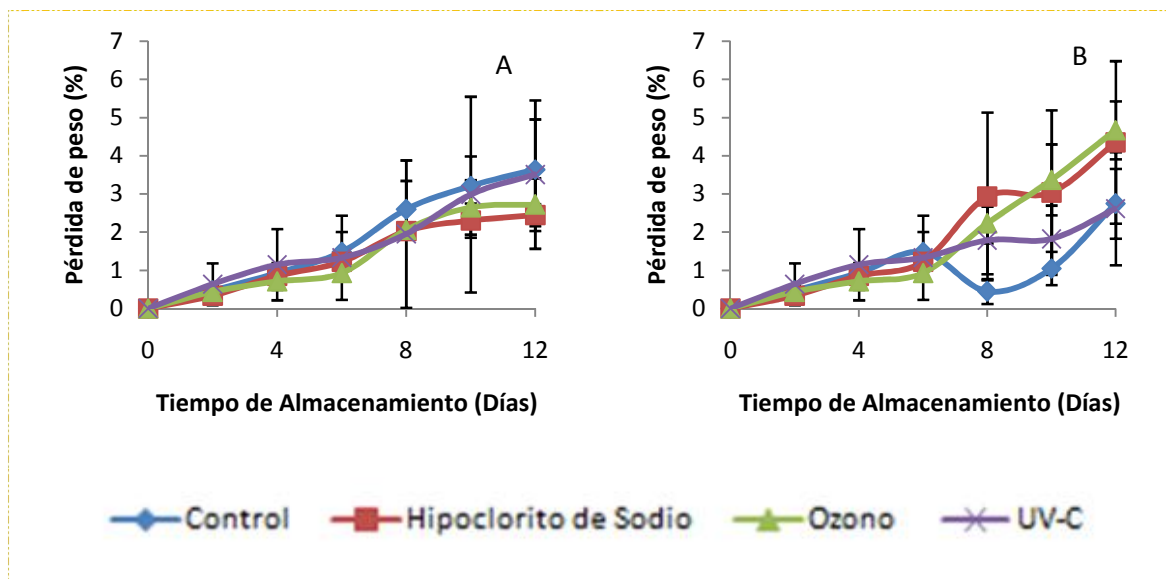 A
Pérdida de peso (%)
7
6
5
4
3
2
1
0
0 4 8 12
Tiempo de Almacenamiento (Días)
B
Pérdida de peso (%)
7
6
5
4
3
2
1
0
0 4 8 12
Tiempo de Almacenamiento (Días)
Control Hipoclorito de Sodio Ozono UV-C